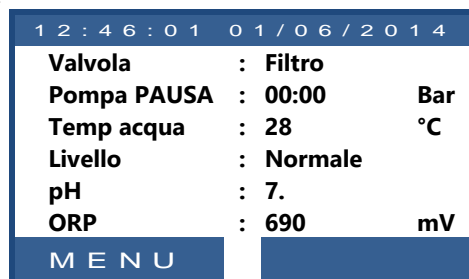 12:46:01 01/06/2014
Valvola : Filtro
Pompa PAUSA : 00:00 Bar
Temp acqua : 28 °C
Livello : Normale
pH : 7.
ORP : 690 mV
MENU